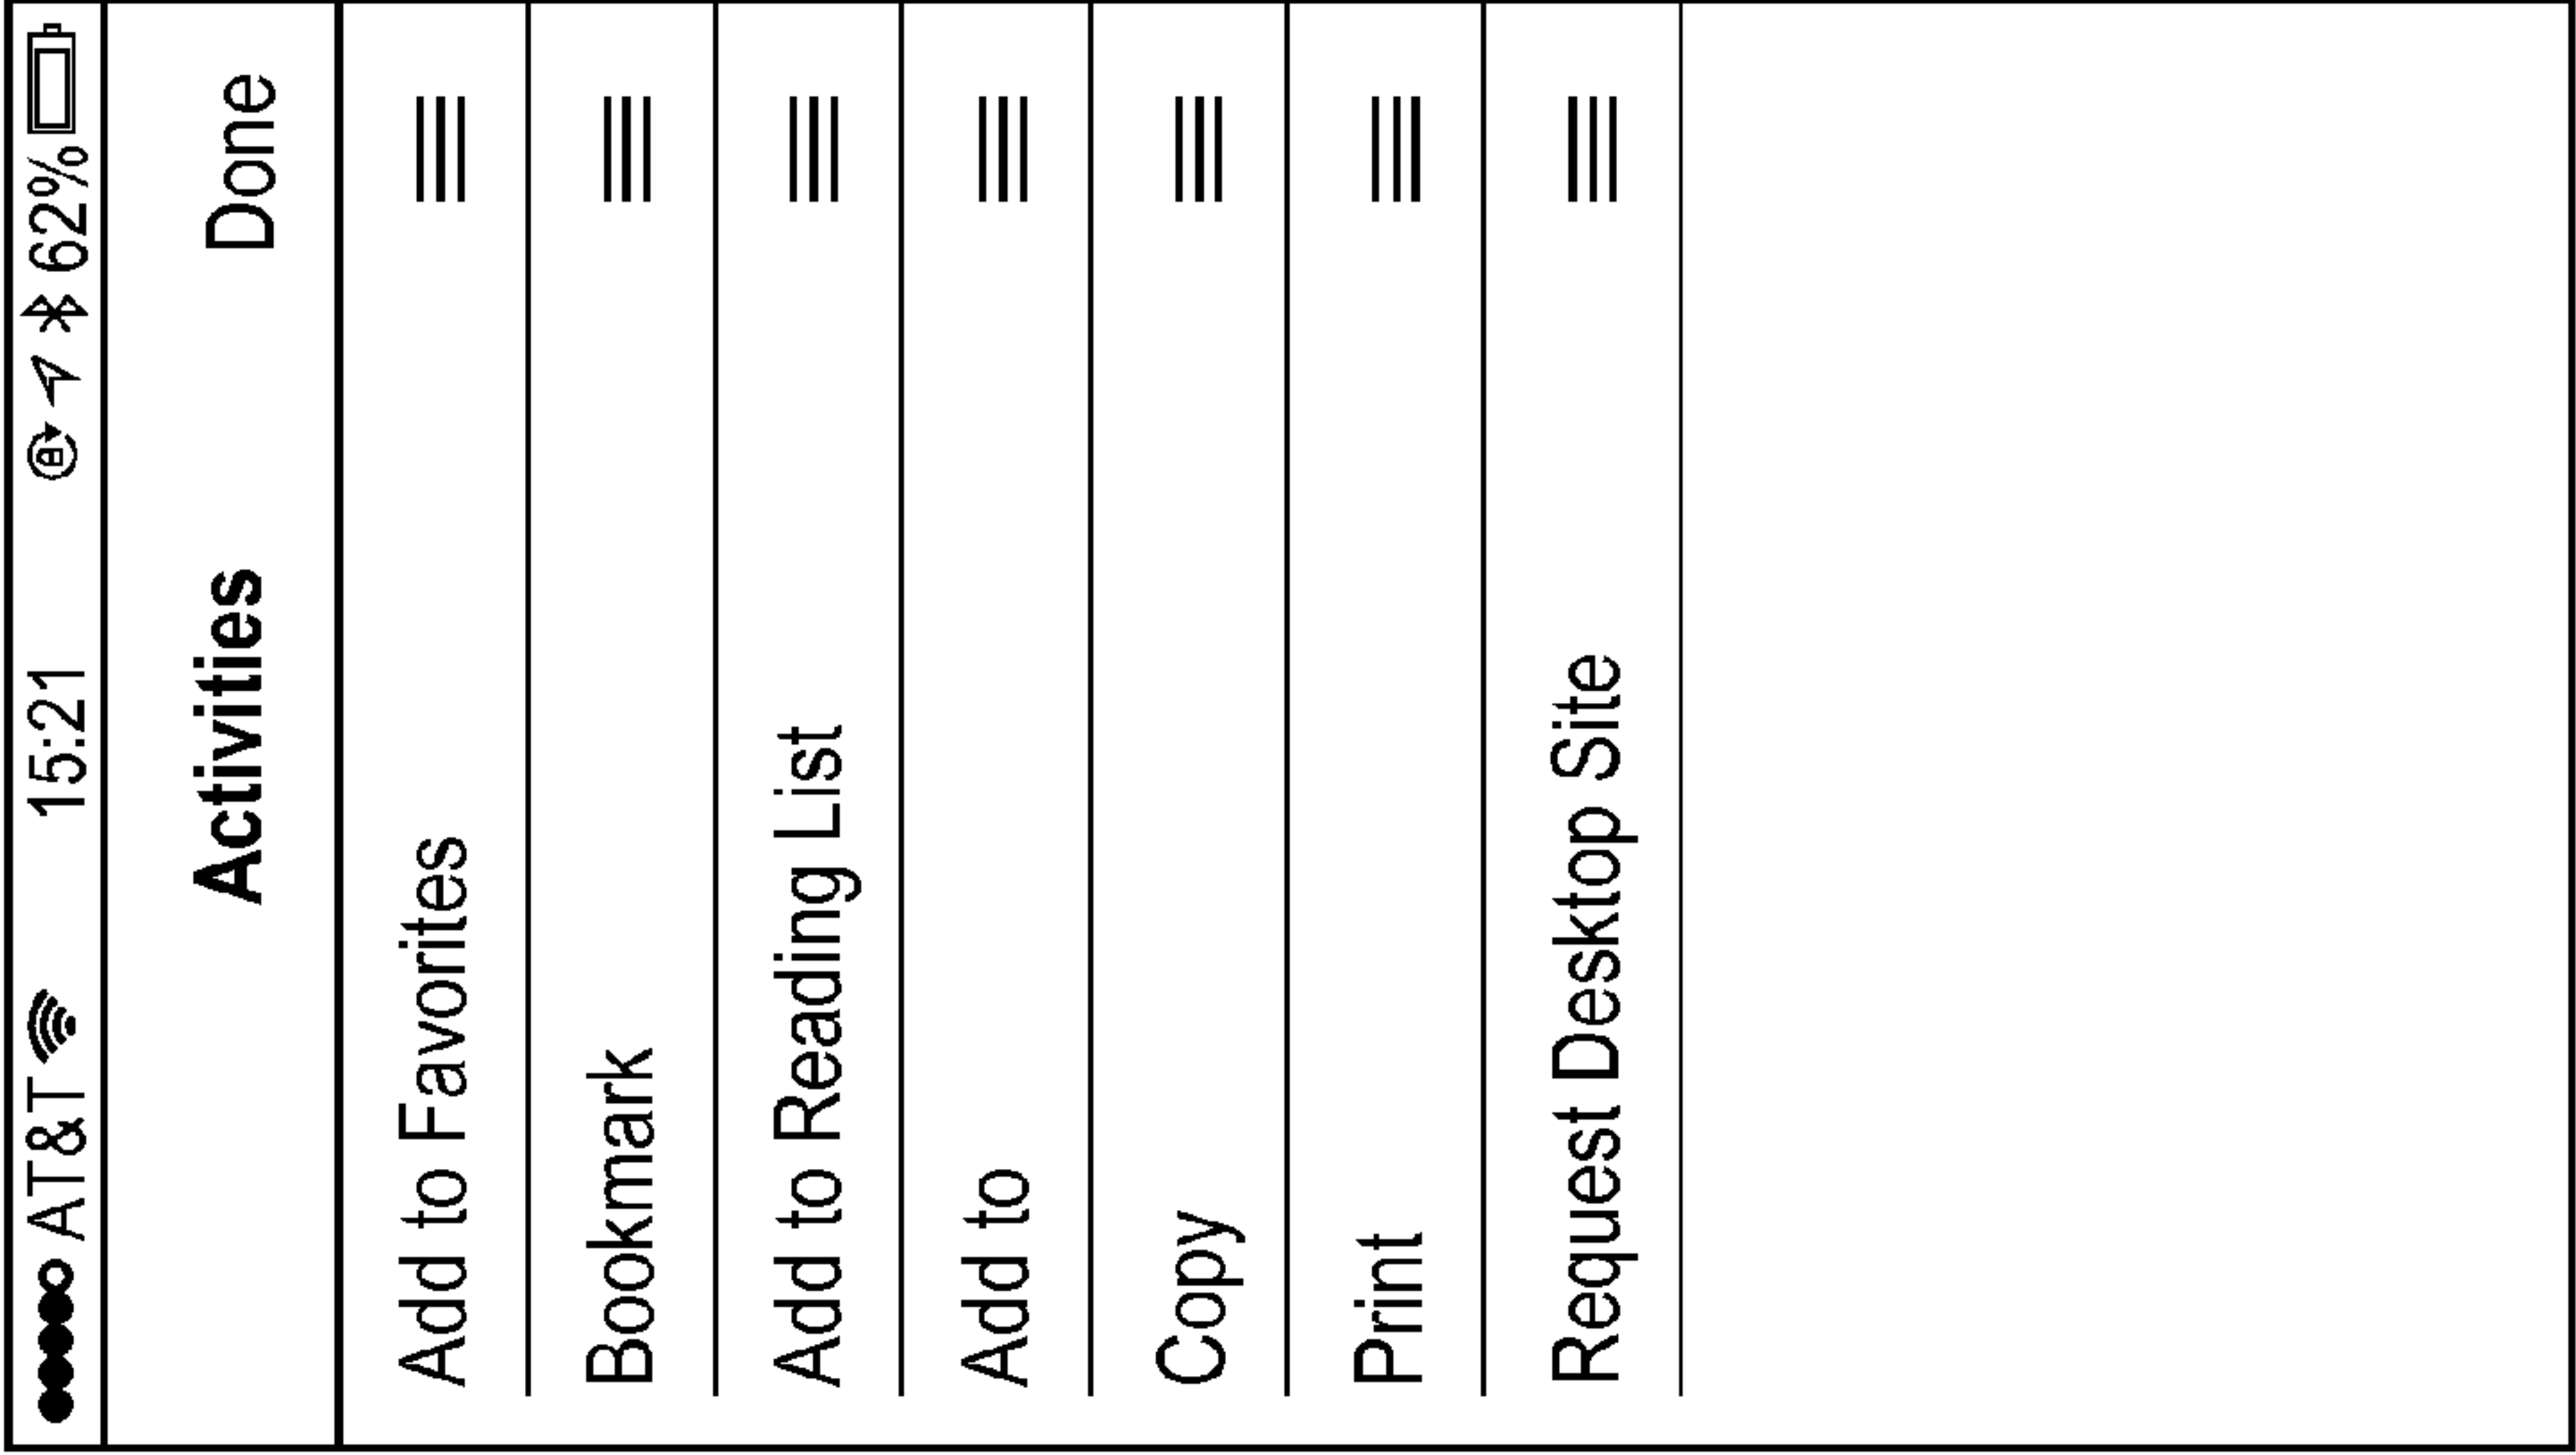 AT&T 15:21 62%
Activities Done
Add to Favorites
Bookmark
Add to Reading List
Add to
Copy
Print
Request Desktop Site